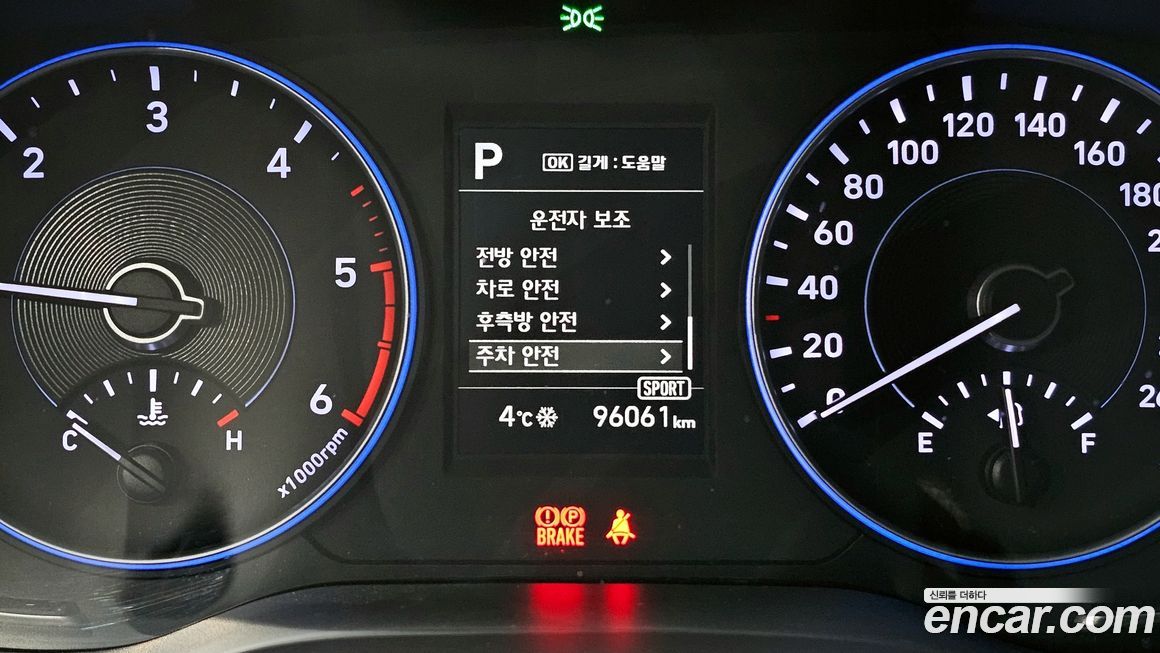 2
3
4
5
6
x1000rpm
C
H
P
OK 길게 : 도움말
운전자 보조
전방 안전
차로 안전
후측방 안전
주차 안전
SPORT
4℃ 96061 km
0
20
40
60
80
100
120
140
160
180
E
F
BRAKE
P
신뢰를 더하다
encar.com